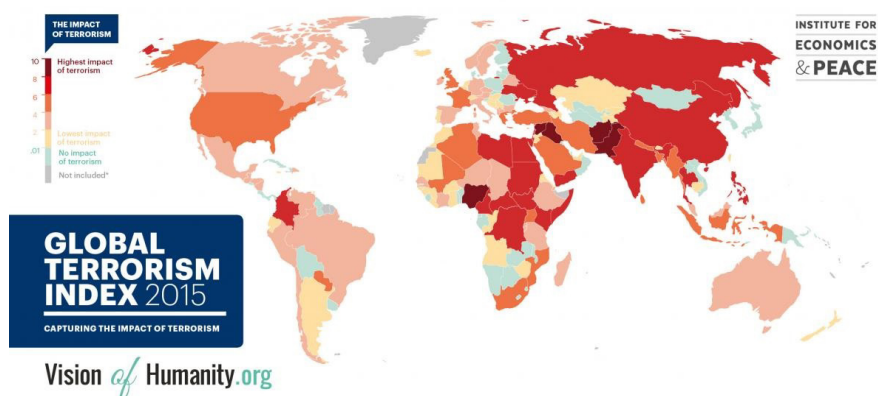 THE IMPACT
OF TERRORISM
10
Highest impact
of terrorism
8
6
4
2
Lowest impact
of terrorism
.01
No impact
of terrorism
Not included*
INSTITUTE FOR
ECONOMICS
& PEACE
GLOBAL
TERRORISM
INDEX 2015
CAPTURING THE IMPACT OF TERRORISM
Vision of Humanity.org